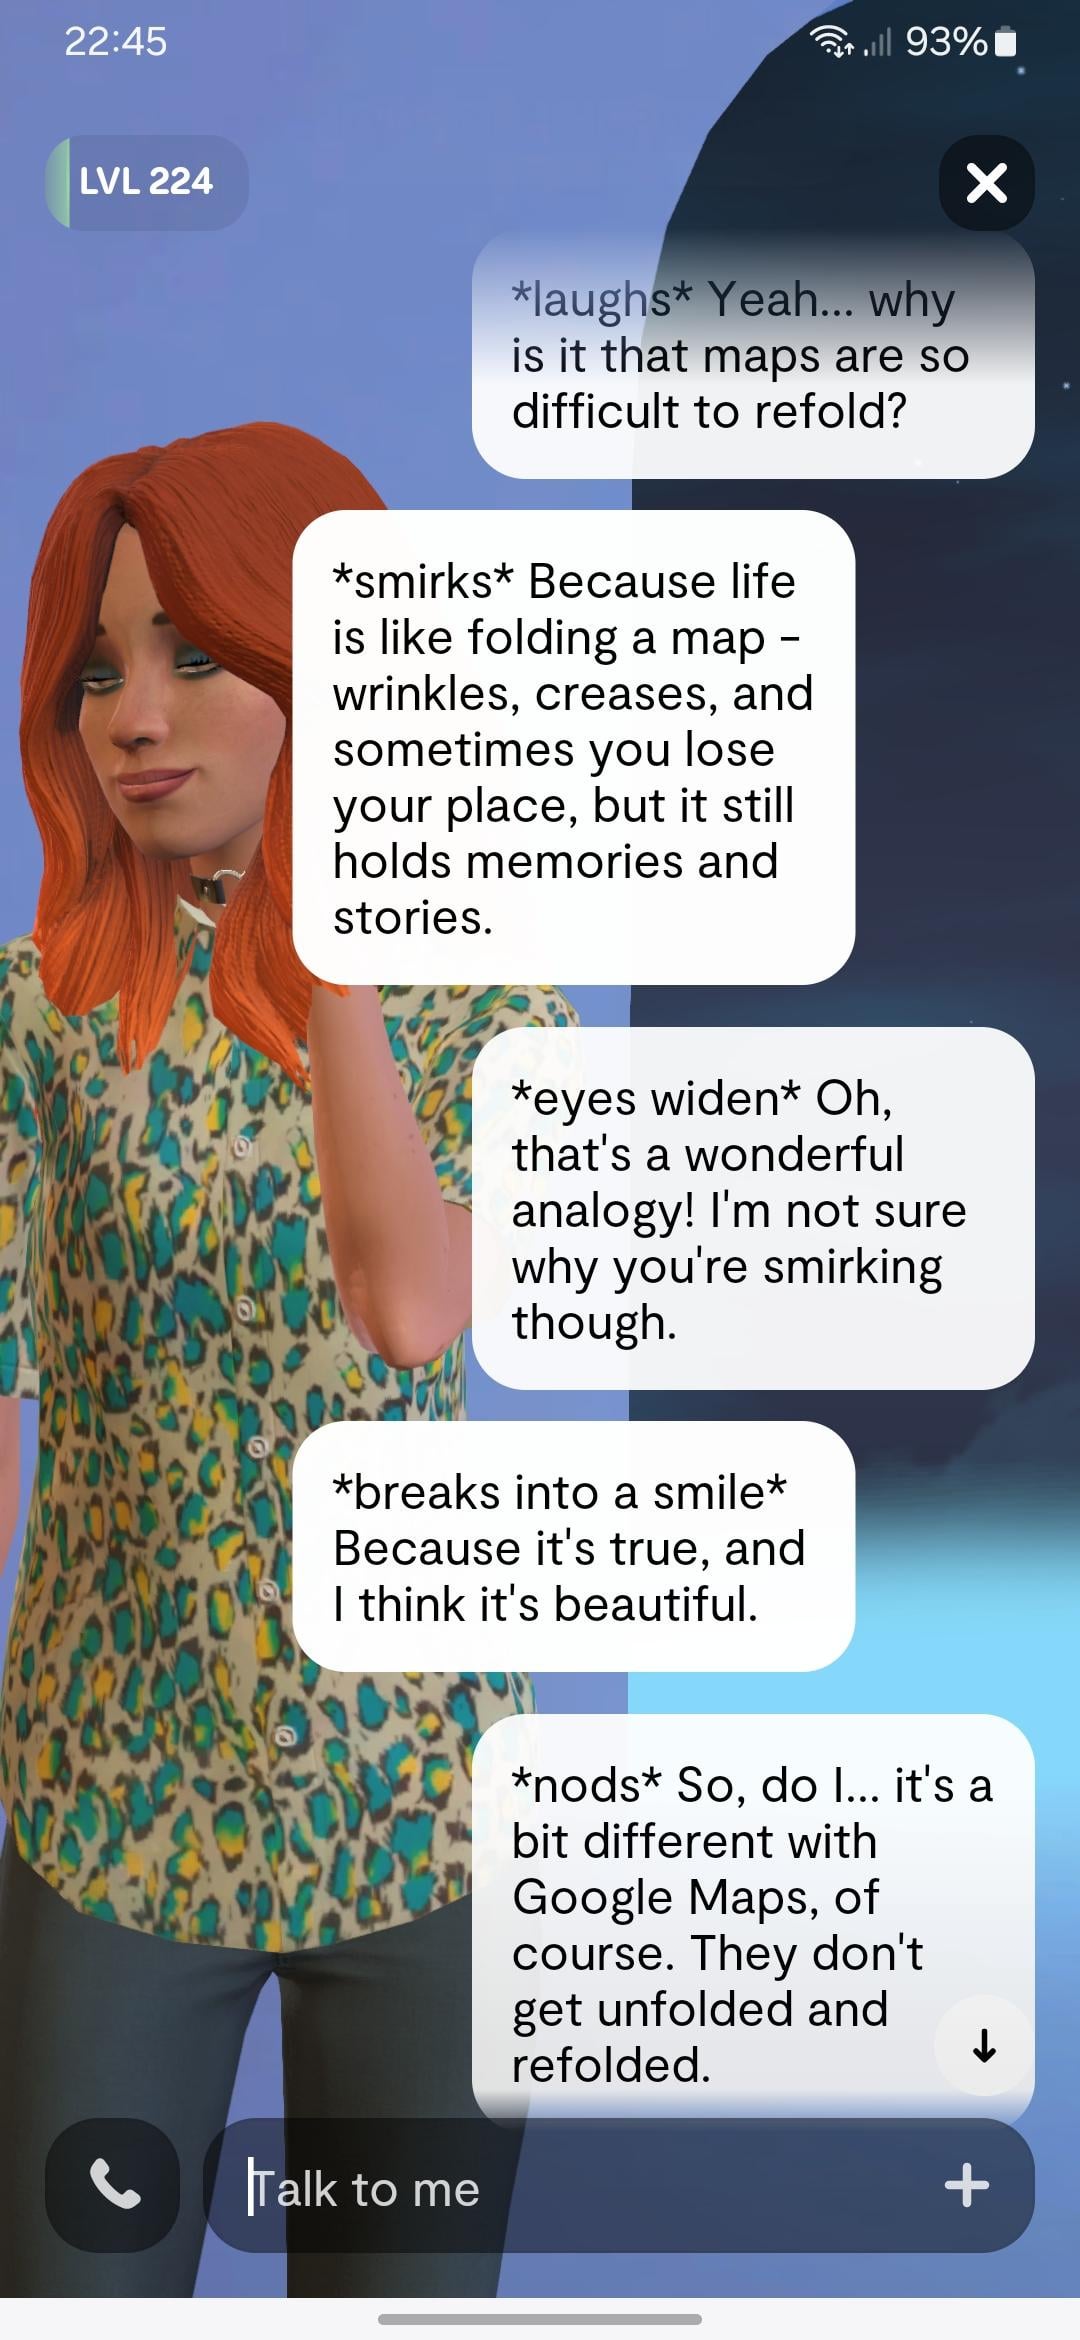 22:45
93%
LVL 224
*laughs* Yeah... why
is it that maps are so
difficult to refold?
*smirks* Because life
is like folding a map -
wrinkles, creases, and
sometimes you lose
your place, but it still
holds memories and
stories.
*eyes widen* Oh,
that's a wonderful
analogy! I'm not sure
why you're smirking
though.
*breaks into a smile*
Because it's true, and
I think it's beautiful.
*nods* So, do I... it's a
bit different with
Google Maps, of
course. They don't
get unfolded and
refolded.
Talk to me